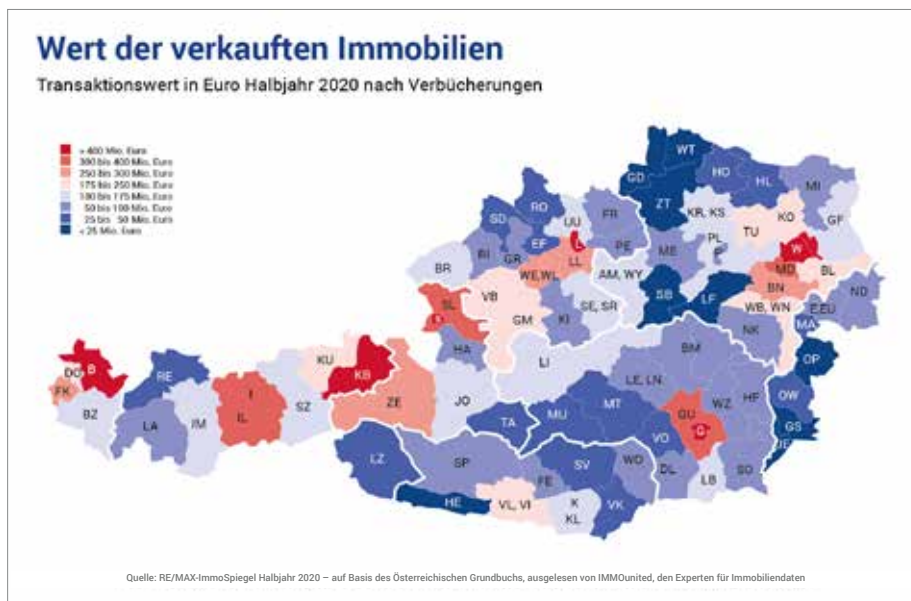 Wert der verkauften Immobilien
Transaktionswert in Euro Halbjahr 2020 nach Verbücherungen
> 400 Mio. Euro
300 bis 400 Mio. Euro
250 bis 300 Mio. Euro
175 bis 250 Mio. Euro
100 bis 175 Mio. Euro
50 bis 100 Mio. Euro
25 bis 50 Mio. Euro
< 25 Mio. Euro
WT
GD
HO
HL
MI
ZT
RO
SD
UU
FR
KR, KS
KO
GF
TU
EF
L
RI
GR
PE
ME
PL
P
W
BR
WE, WL
LL
AM, WY
MD
BL
BN
SL
S
VB
SB
LF
ND
SE, SR
WB, WN
E, EU
GM
KI
NK
MA
HA
BM
OP
KU
LI
DO
B
RE
KB
LE, LN
FK
I
ZE
JO
WZ
HF
OW
BZ
LA
IM
IL
SZ
TA
MU
MT
GU
G
GS
VO
JE
LZ
SP
SV
WO
FE
DL
LB
SO
HE
VL, VI
K
KL
VK
Quelle: RE/MAX-ImmoSpiegel Halbjahr 2020 – auf Basis des Österreichischen Grundbuchs, ausgelesen von IMMOunited, den Experten für Immobiliendaten